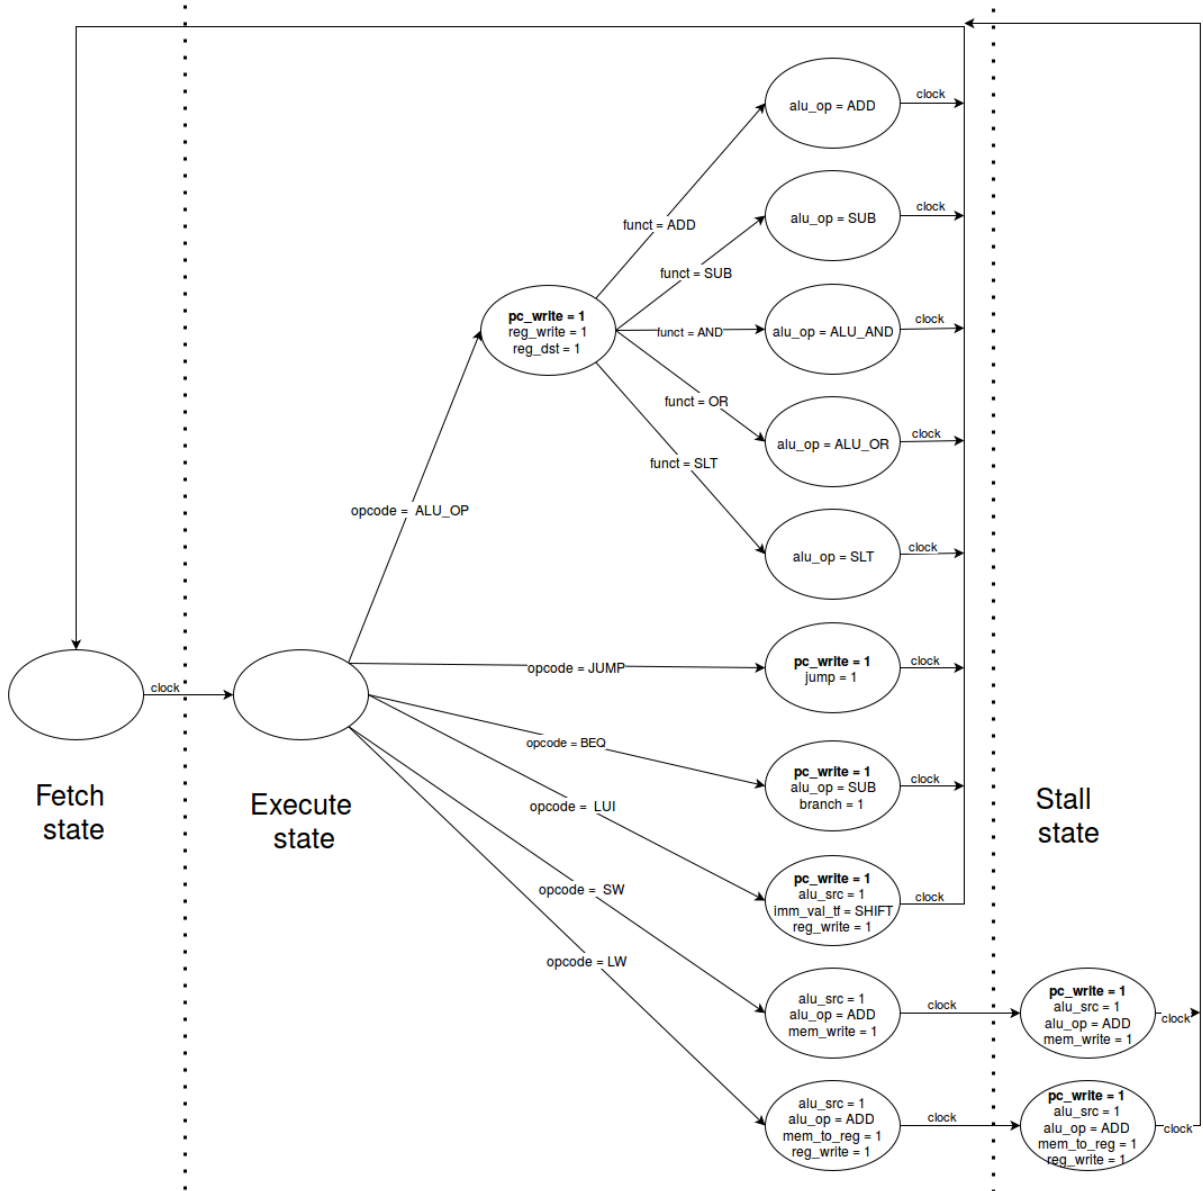 alu_op = ADD
clock
funct = ADD
alu_op = SUB
clock
funct = SUB
pc_write = 1
reg_write = 1
reg_dst = 1
funct = AND
alu_op = ALU_AND
clock
funct = OR
alu_op = ALU_OR
clock
funct = SLT
opcode = ALU_OP
alu_op = SLT
clock
opcode = JUMP
pc_write = 1
jump = 1
clock
clock
opcode = BEQ
pc_write = 1
alu_op = SUB
branch = 1
clock
Fetch
state
Execute
state
Stall
state
opcode = LUI
pc_write = 1
alu_src = 1
imm_val_tf = SHIFT
reg_write = 1
clock
opcode = SW
opcode = LW
alu_src = 1
alu_op = ADD
mem_write = 1
clock
pc_write = 1
alu_src = 1
alu_op = ADD
mem_write = 1
clock
alu_src = 1
alu_op = ADD
mem_to_reg = 1
reg_write = 1
clock
pc_write = 1
alu_src = 1
alu_op = ADD
mem_to_reg = 1
reg_write = 1
clock